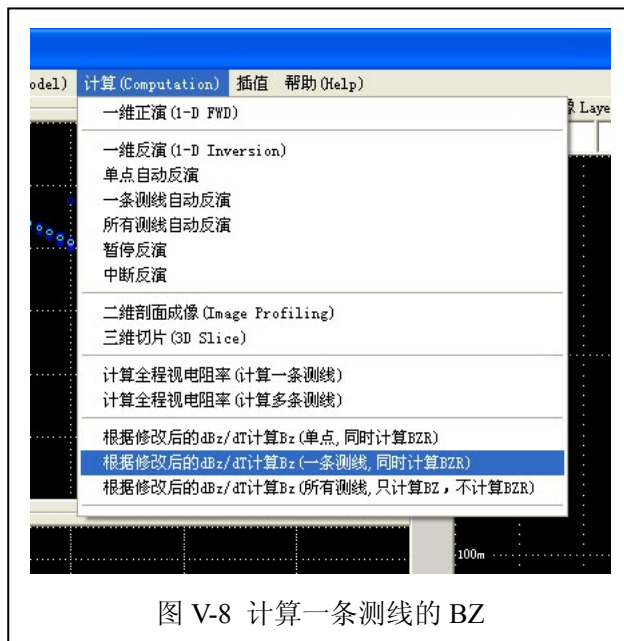 odel) 计算(Computation) 插值 帮助(Help)
一维正演(1-D FWD)
Laye
一维反演(1-D Inversion)
单点自动反演
一条测线自动反演
所有测线自动反演
暂停反演
中断反演
二维剖面成像(Image Profiling)
三维切片(3D Slice)
计算全程视电阻率(计算一条测线)
计算全程视电阻率(计算多条测线)
根据修改后的dBz/dT计算Bz(单点,同时计算BZR)
根据修改后的dBz/dT计算Bz(一条测线,同时计算BZR)
根据修改后的dBz/dT计算Bz(所有测线,只计算BZ，不计算BZR)
100m
图 V-8 计算一条测线的 BZ